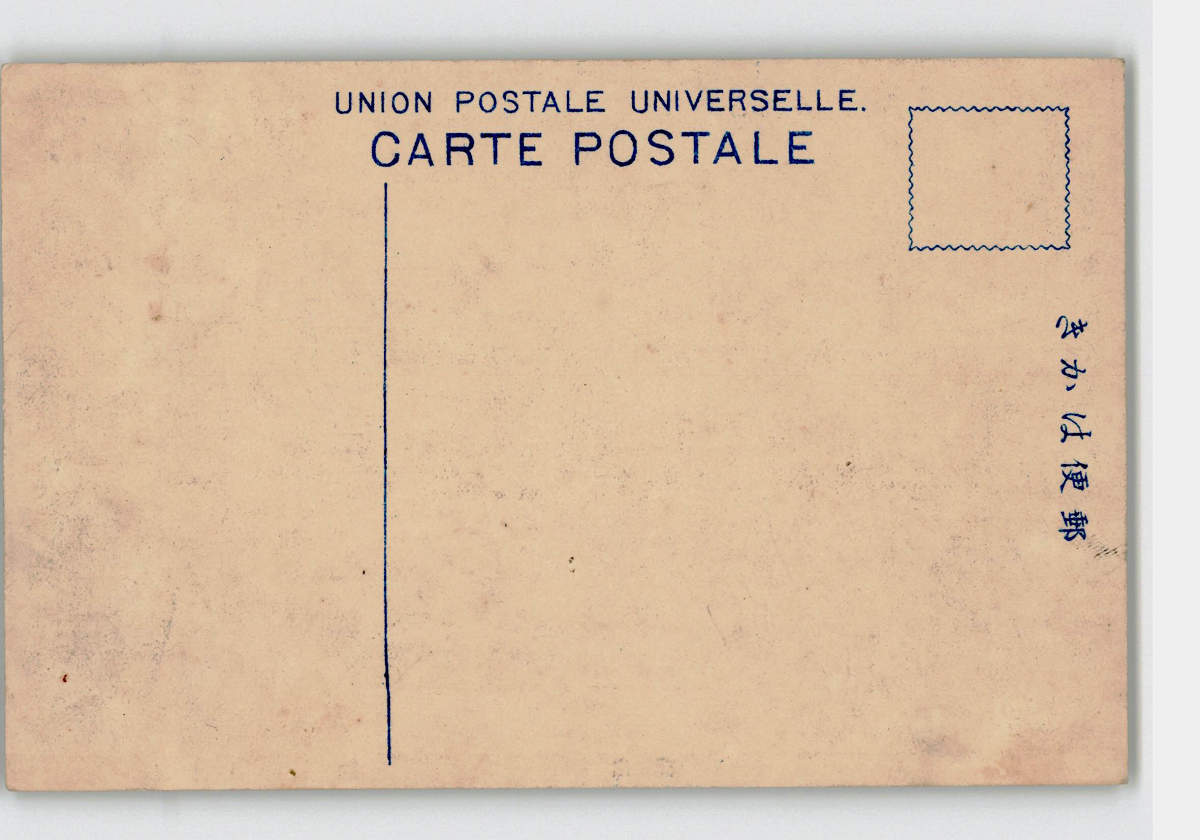 UNION POSTALE UNIVERSELLE.
CARTE POSTALE
きかは便郵